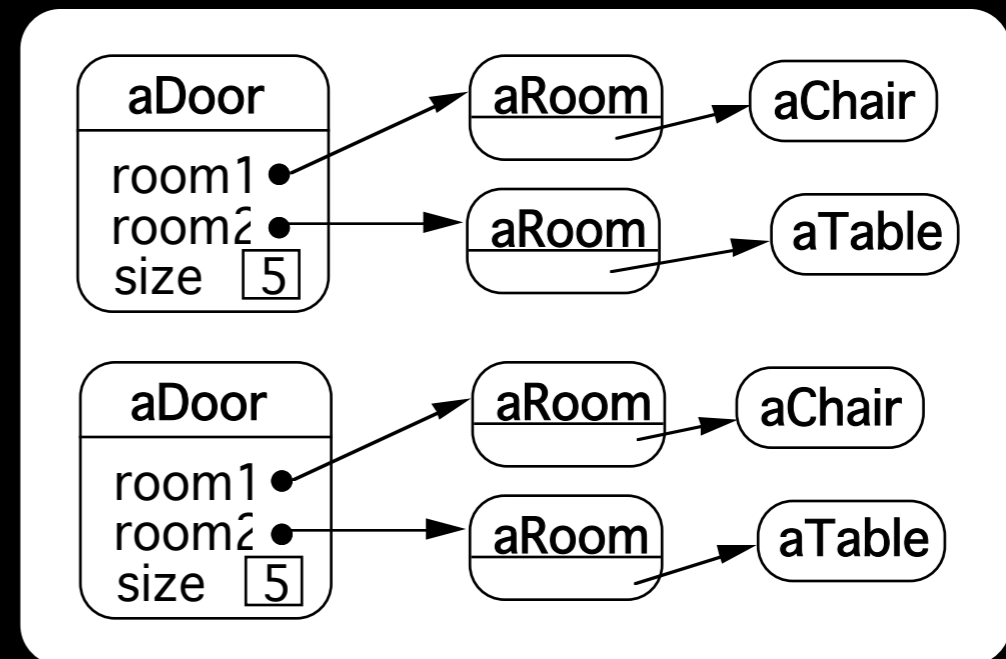 aDoor
room1
room2
size 5
aRoom
aChair
aRoom
aTable
aDoor
room1
room2
size 5
aRoom
aChair
aRoom
aTable